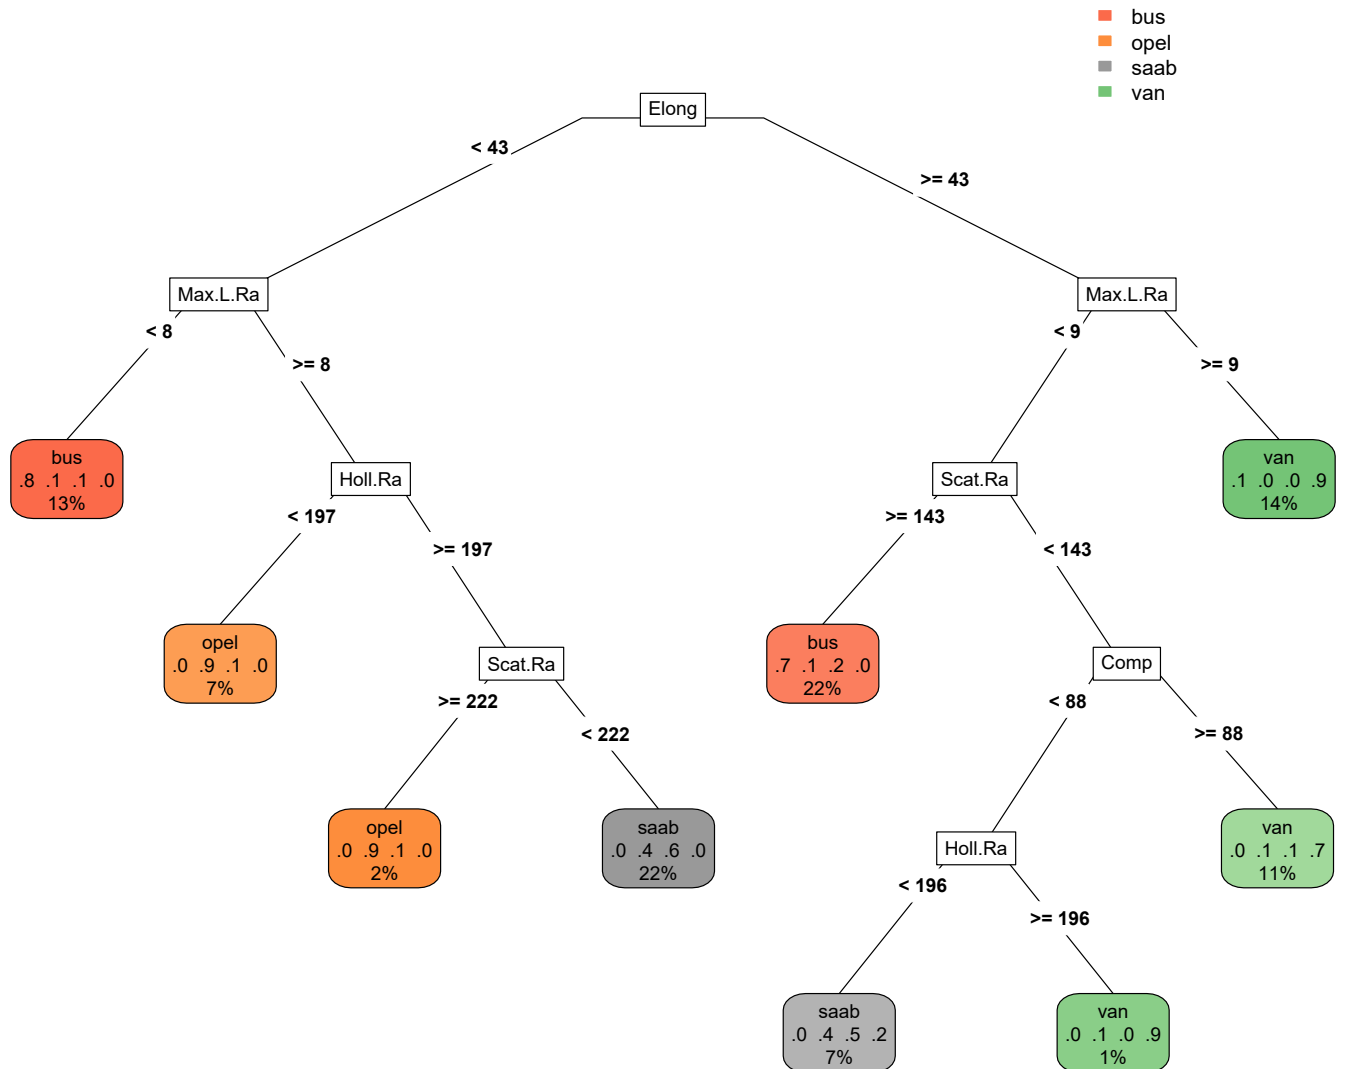 bus
opel
saab
van
Elong
< 43
>= 43
Max.L.Ra
Max.L.Ra
< 8
< 9
>= 8
>= 9
bus
.8 .1 .1 .0
13%
Holl.Ra
Scat.Ra
van
.1 .0 .0 .9
14%
< 197
>= 143
>= 197
< 143
opel
.0 .9 .1 .0
7%
Scat.Ra
bus
.7 .1 .2 .0
22%
Comp
>= 222
< 88
< 222
>= 88
opel
.0 .9 .1 .0
2%
saab
.0 .4 .6 .0
22%
Holl.Ra
van
.0 .1 .1 .7
11%
< 196
>= 196
saab
.0 .4 .5 .2
7%
van
.0 .1 .0 .9
1%